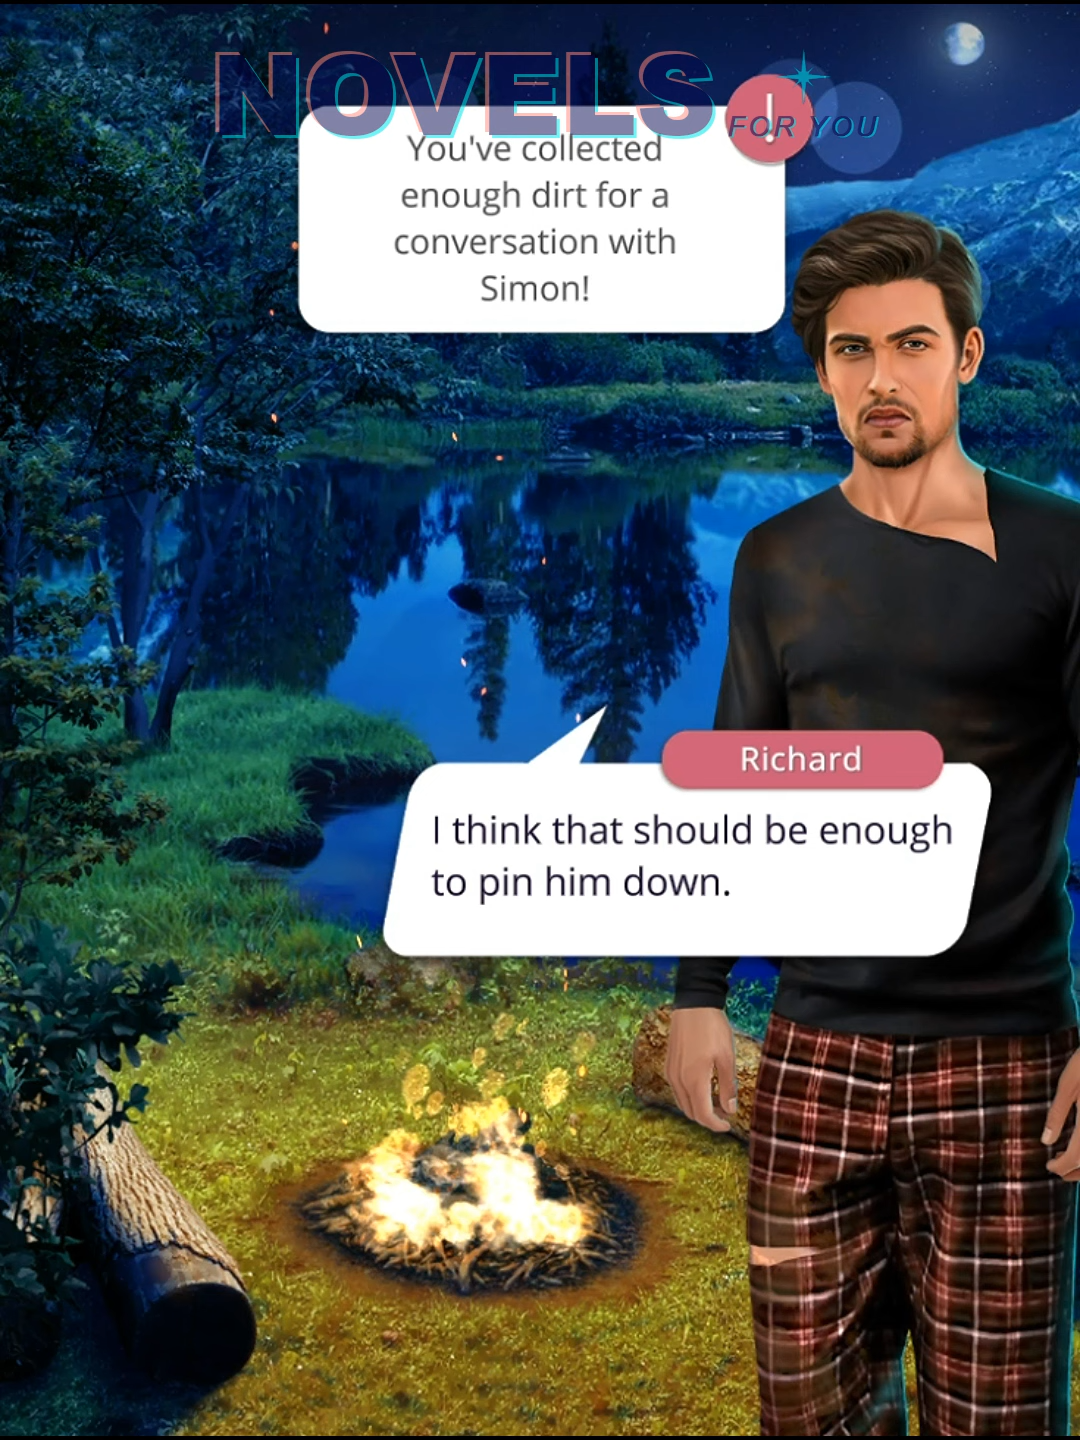 NOVELS
FOR YOU
!
You've collected
enough dirt for a
conversation with
Simon!
Richard
I think that should be enough
to pin him down.